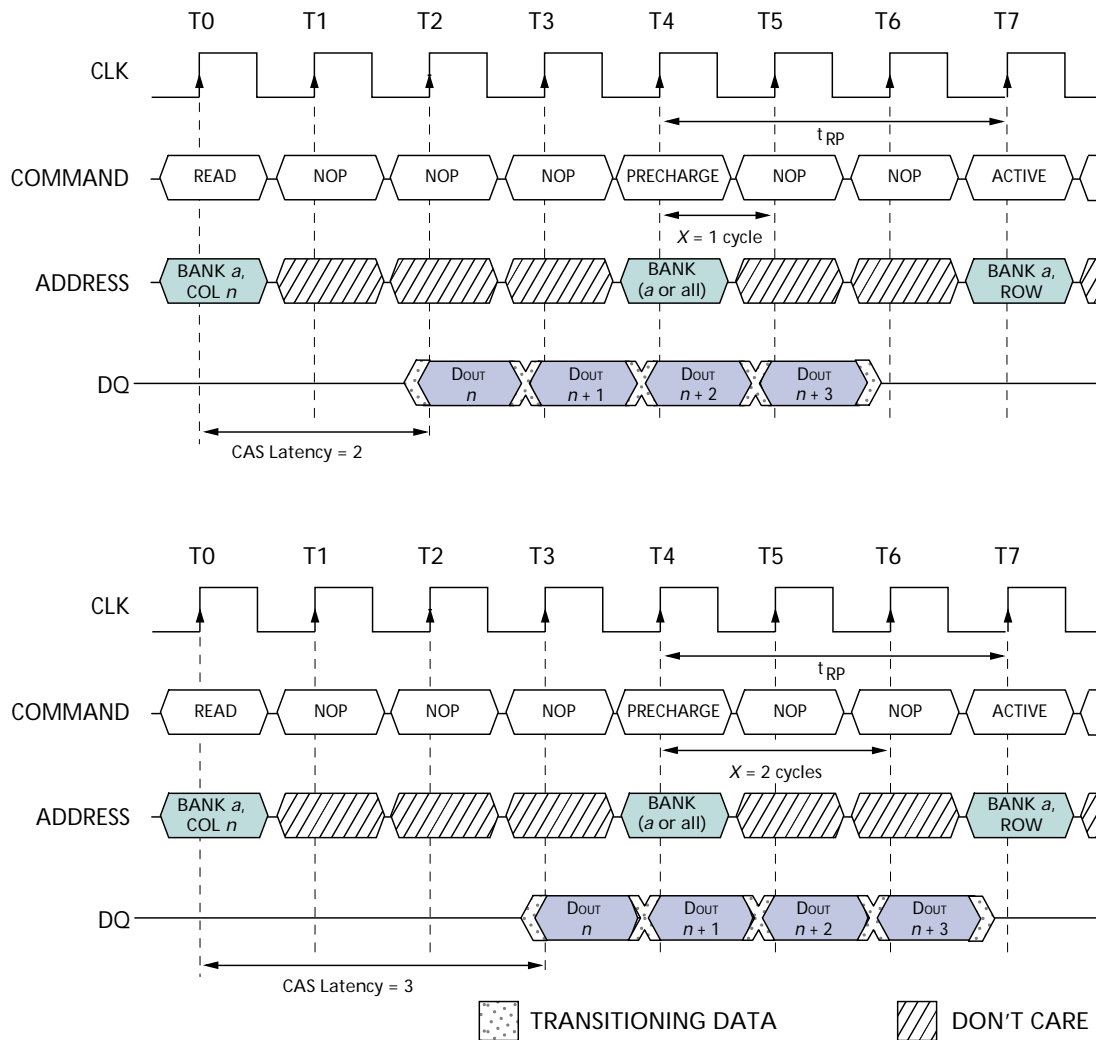 T0 T1 T2 T3 T4 T5 T6 T7
CLK
tRP
COMMAND READ NOP NOP NOP PRECHARGE NOP NOP ACTIVE
X = 1 cycle
ADDRESS BANK a, BANK BANK a,
COL n (a or all) ROW
DQ DOUT DOUT DOUT DOUT
n n + 1 n + 2 n + 3
CAS Latency = 2
T0 T1 T2 T3 T4 T5 T6 T7
CLK
tRP
COMMAND READ NOP NOP NOP PRECHARGE NOP NOP ACTIVE
X = 2 cycles
ADDRESS BANK a, BANK BANK a,
COL n (a or all) ROW
DQ DOUT DOUT DOUT DOUT
n n + 1 n + 2 n + 3
CAS Latency = 3
TRANSITIONING DATA DON'T CARE